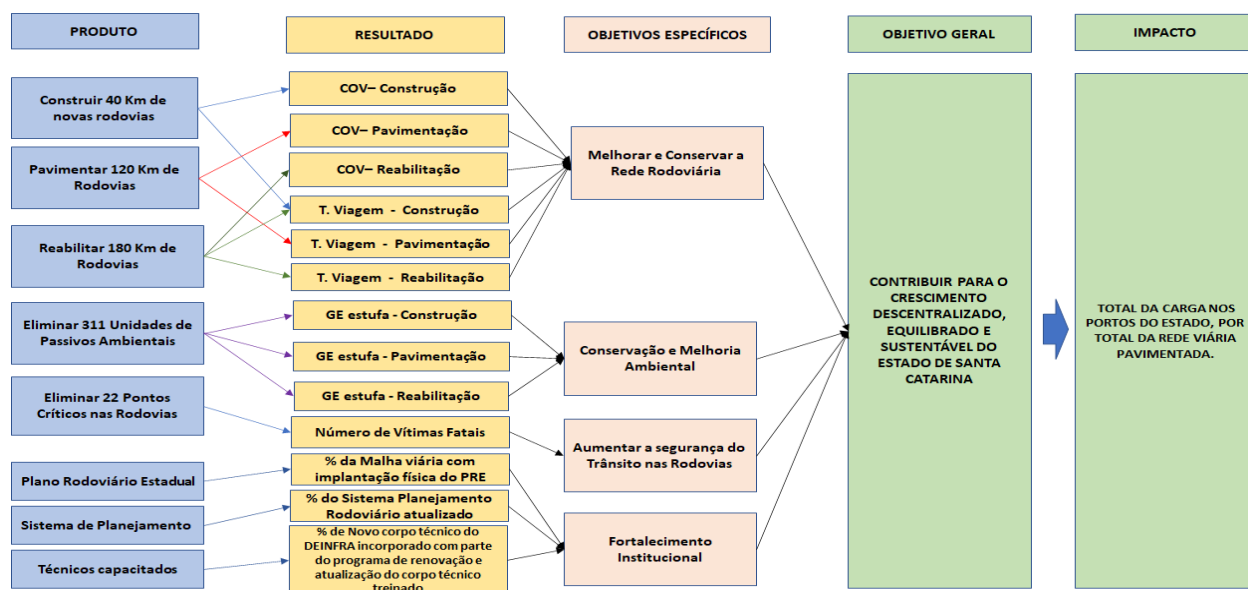 PRODUTO
RESULTADO
OBJETIVOS ESPECÍFICOS
OBJETIVO GERAL
IMPACTO
Construir 40 Km de
novas rodovias
Pavimentar 120 Km de
Rodovias
Reabilitar 180 Km de
Rodovias
Eliminar 311 Unidades de
Passivos Ambientais
Eliminar 22 Pontos
Críticos nas Rodovias
Plano Rodoviário Estadual
Sistema de Planejamento
Técnicos capacitados
COV– Construção
COV– Pavimentação
COV– Reabilitação
T. Viagem - Construção
T. Viagem - Pavimentação
T. Viagem - Reabilitação
GE estufa - Construção
GE estufa - Pavimentação
GE estufa - Reabilitação
Número de Vítimas Fatais
% da Malha viária com
implantação física do PRE
% do Sistema Planejamento
Rodoviário atualizado
% de Novo corpo técnico do
DEINFRA incorporado com parte
do programa de renovação e
atualização do corpo técnico
treinado
Melhorar e Conservar a
Rede Rodoviária
Conservação e Melhoria
Ambiental
Aumentar a segurança do
Trânsito nas Rodovias
Fortalecimento
Institucional
CONTRIBUIR PARA O
CRESCIMENTO
DESCENTRALIZADO,
EQUILIBRADO E
SUSTENTÁVEL DO
ESTADO DE SANTA
CATARINA
TOTAL DA CARGA NOS
PORTOS DO ESTADO, POR
TOTAL DA REDE VIÁRIA
PAVIMENTADA.